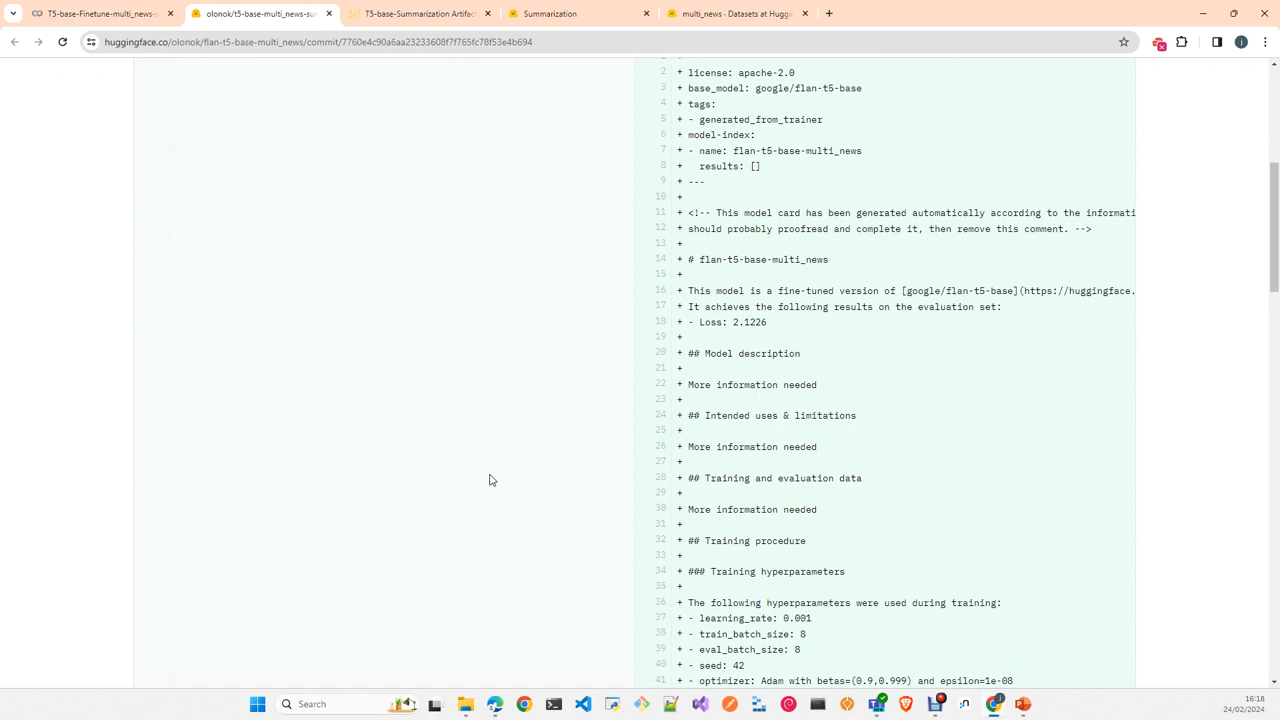 T5-base-Finetune-multi_news-s
olonok/t5-base-multi_news-su
T5-base-Summarization Artifac
Summarization
multi_news · Datasets at Huggin
huggingface.co/olonok/flan-t5-base-multi_news/commit/7760e4c90a6aa23233608f7f765fc78f53e4b694
2 + license: apache-2.0
3 + base_model: google/flan-t5-base
4 + tags:
5 + - generated_from_trainer
6 + model-index:
7 + - name: flan-t5-base-multi_news
8 + results: []
9 + ---
10 +
11 + <!-- This model card has been generated automatically according to the informati
12 + should probably proofread and complete it, then remove this comment. -->
13 +
14 + # flan-t5-base-multi_news
15 +
16 + This model is a fine-tuned version of [google/flan-t5-base](https://huggingface.
17 + It achieves the following results on the evaluation set:
18 + - Loss: 2.1226
19 +
20 + ## Model description
21 +
22 + More information needed
23 +
24 + ## Intended uses & limitations
25 +
26 + More information needed
27 +
28 + ## Training and evaluation data
29 +
30 + More information needed
31 +
32 + ## Training procedure
33 +
34 + ### Training hyperparameters
35 +
36 + The following hyperparameters were used during training:
37 + - learning_rate: 0.001
38 + - train_batch_size: 8
39 + - eval_batch_size: 8
40 + - seed: 42
41 + - optimizer: Adam with betas=(0.9,0.999) and epsilon=1e-08
Search
16:18
24/02/2024